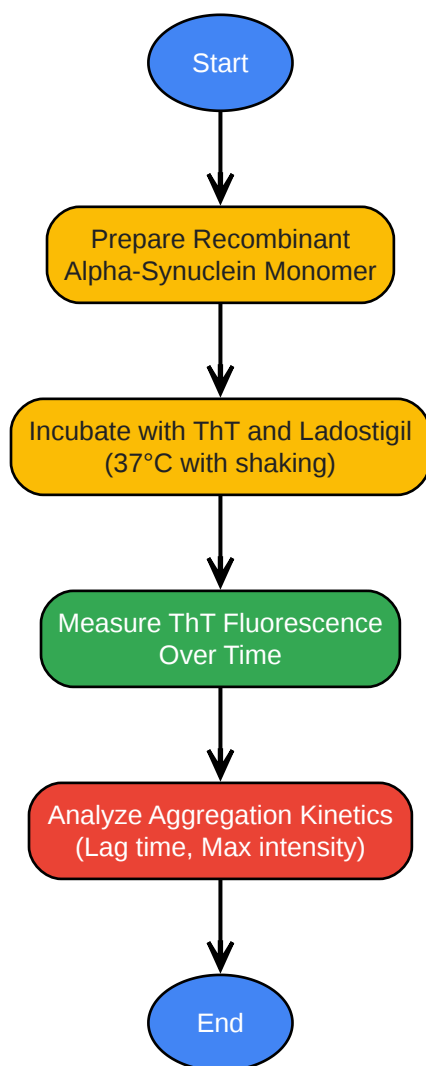 Start
Prepare Recombinant
Alpha-Synuclein Monomer
Incubate with ThT and Ladostigil
(37°C with shaking)
Measure ThT Fluorescence
Over Time
Analyze Aggregation Kinetics
(Lag time, Max intensity)
End